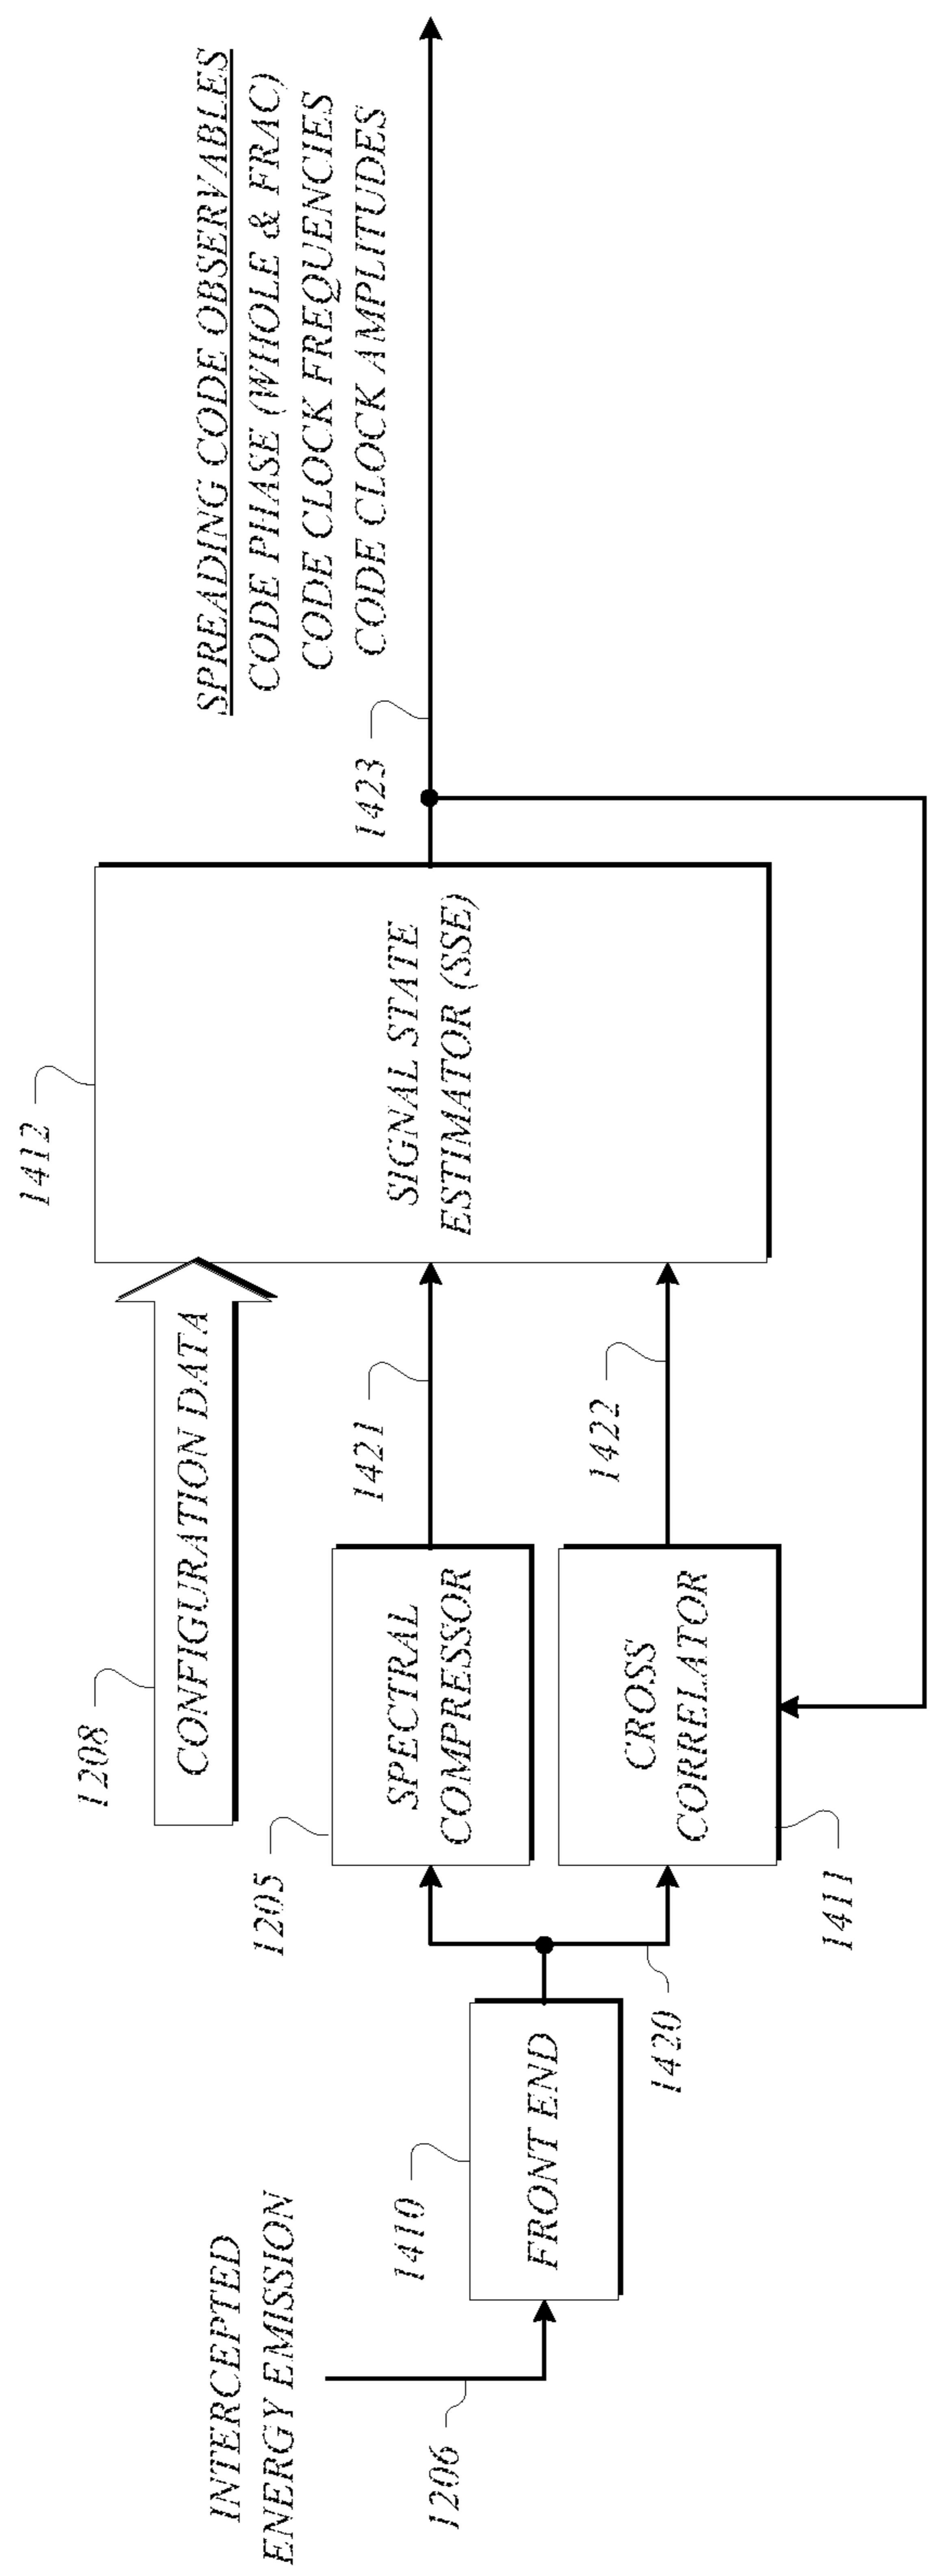 INTERCEPTED
ENERGY EMISSION
1206
1410
FRONT END
1420
1208
CONFIGURATION DATA
1205
SPECTRAL
COMPRESSOR
1421
CROSS
CORRELATOR
1411
1422
1412
SIGNAL STATE
ESTIMATOR (SSE)
1423
SPREADING CODE OBSERVABLES
CODE PHASE (WHOLE & FRAC)
CODE CLOCK FREQUENCIES
CODE CLOCK AMPLITUDES